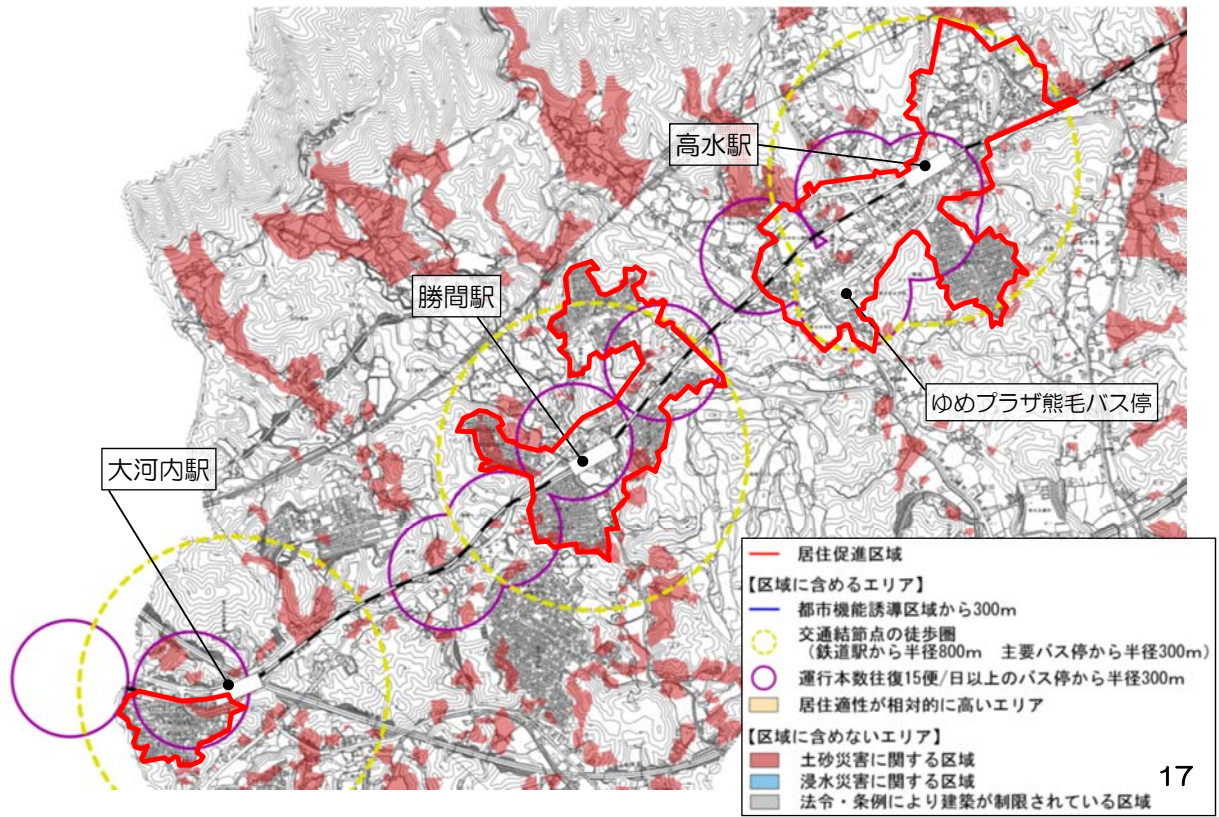 高水駅
勝間駅
ゆめプラザ熊毛バス停
大河内駅
居住促進区域
【区域に含めるエリア】
都市機能誘導区域から300m
交通結節点の徒歩圏
（鉄道駅から半径800m　主要バス停から半径300m）
運行本数往復15便/日以上のバス停から半径300m
居住適性が相対的に高いエリア
【区域に含めないエリア】
土砂災害に関する区域
浸水災害に関する区域
法令・条例により建築が制限されている区域
17